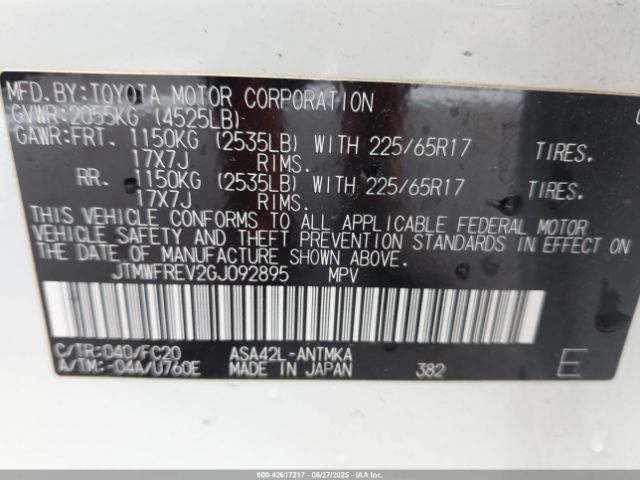 MFD.BY:TOYOTA MOTOR CORPORATION
GVWR:2055KG (4525LB)
GAWR:FRT. 1150KG (2535LB) WITH 225/65R17 TIRES.
17X7J RIMS.
RR. 1150KG (2535LB) WITH 225/65R17 TIRES.
17X7J RIMS.
THIS VEHICLE CONFORMS TO ALL APPLICABLE FEDERAL MOTOR
VEHICLE SAFETY AND THEFT PREVENTION STANDARDS IN EFFECT ON
THE DATE OF MANUFACTURE SHOWN ABOVE.
JTMWFREV2GJ092895 MPV
C/TR:040/FC20 ASA42L-ANTMKA
A/TM:-04A/U760E MADE IN JAPAN 382 E
000-42617217 - 06/27/2025 - IAAI.COM